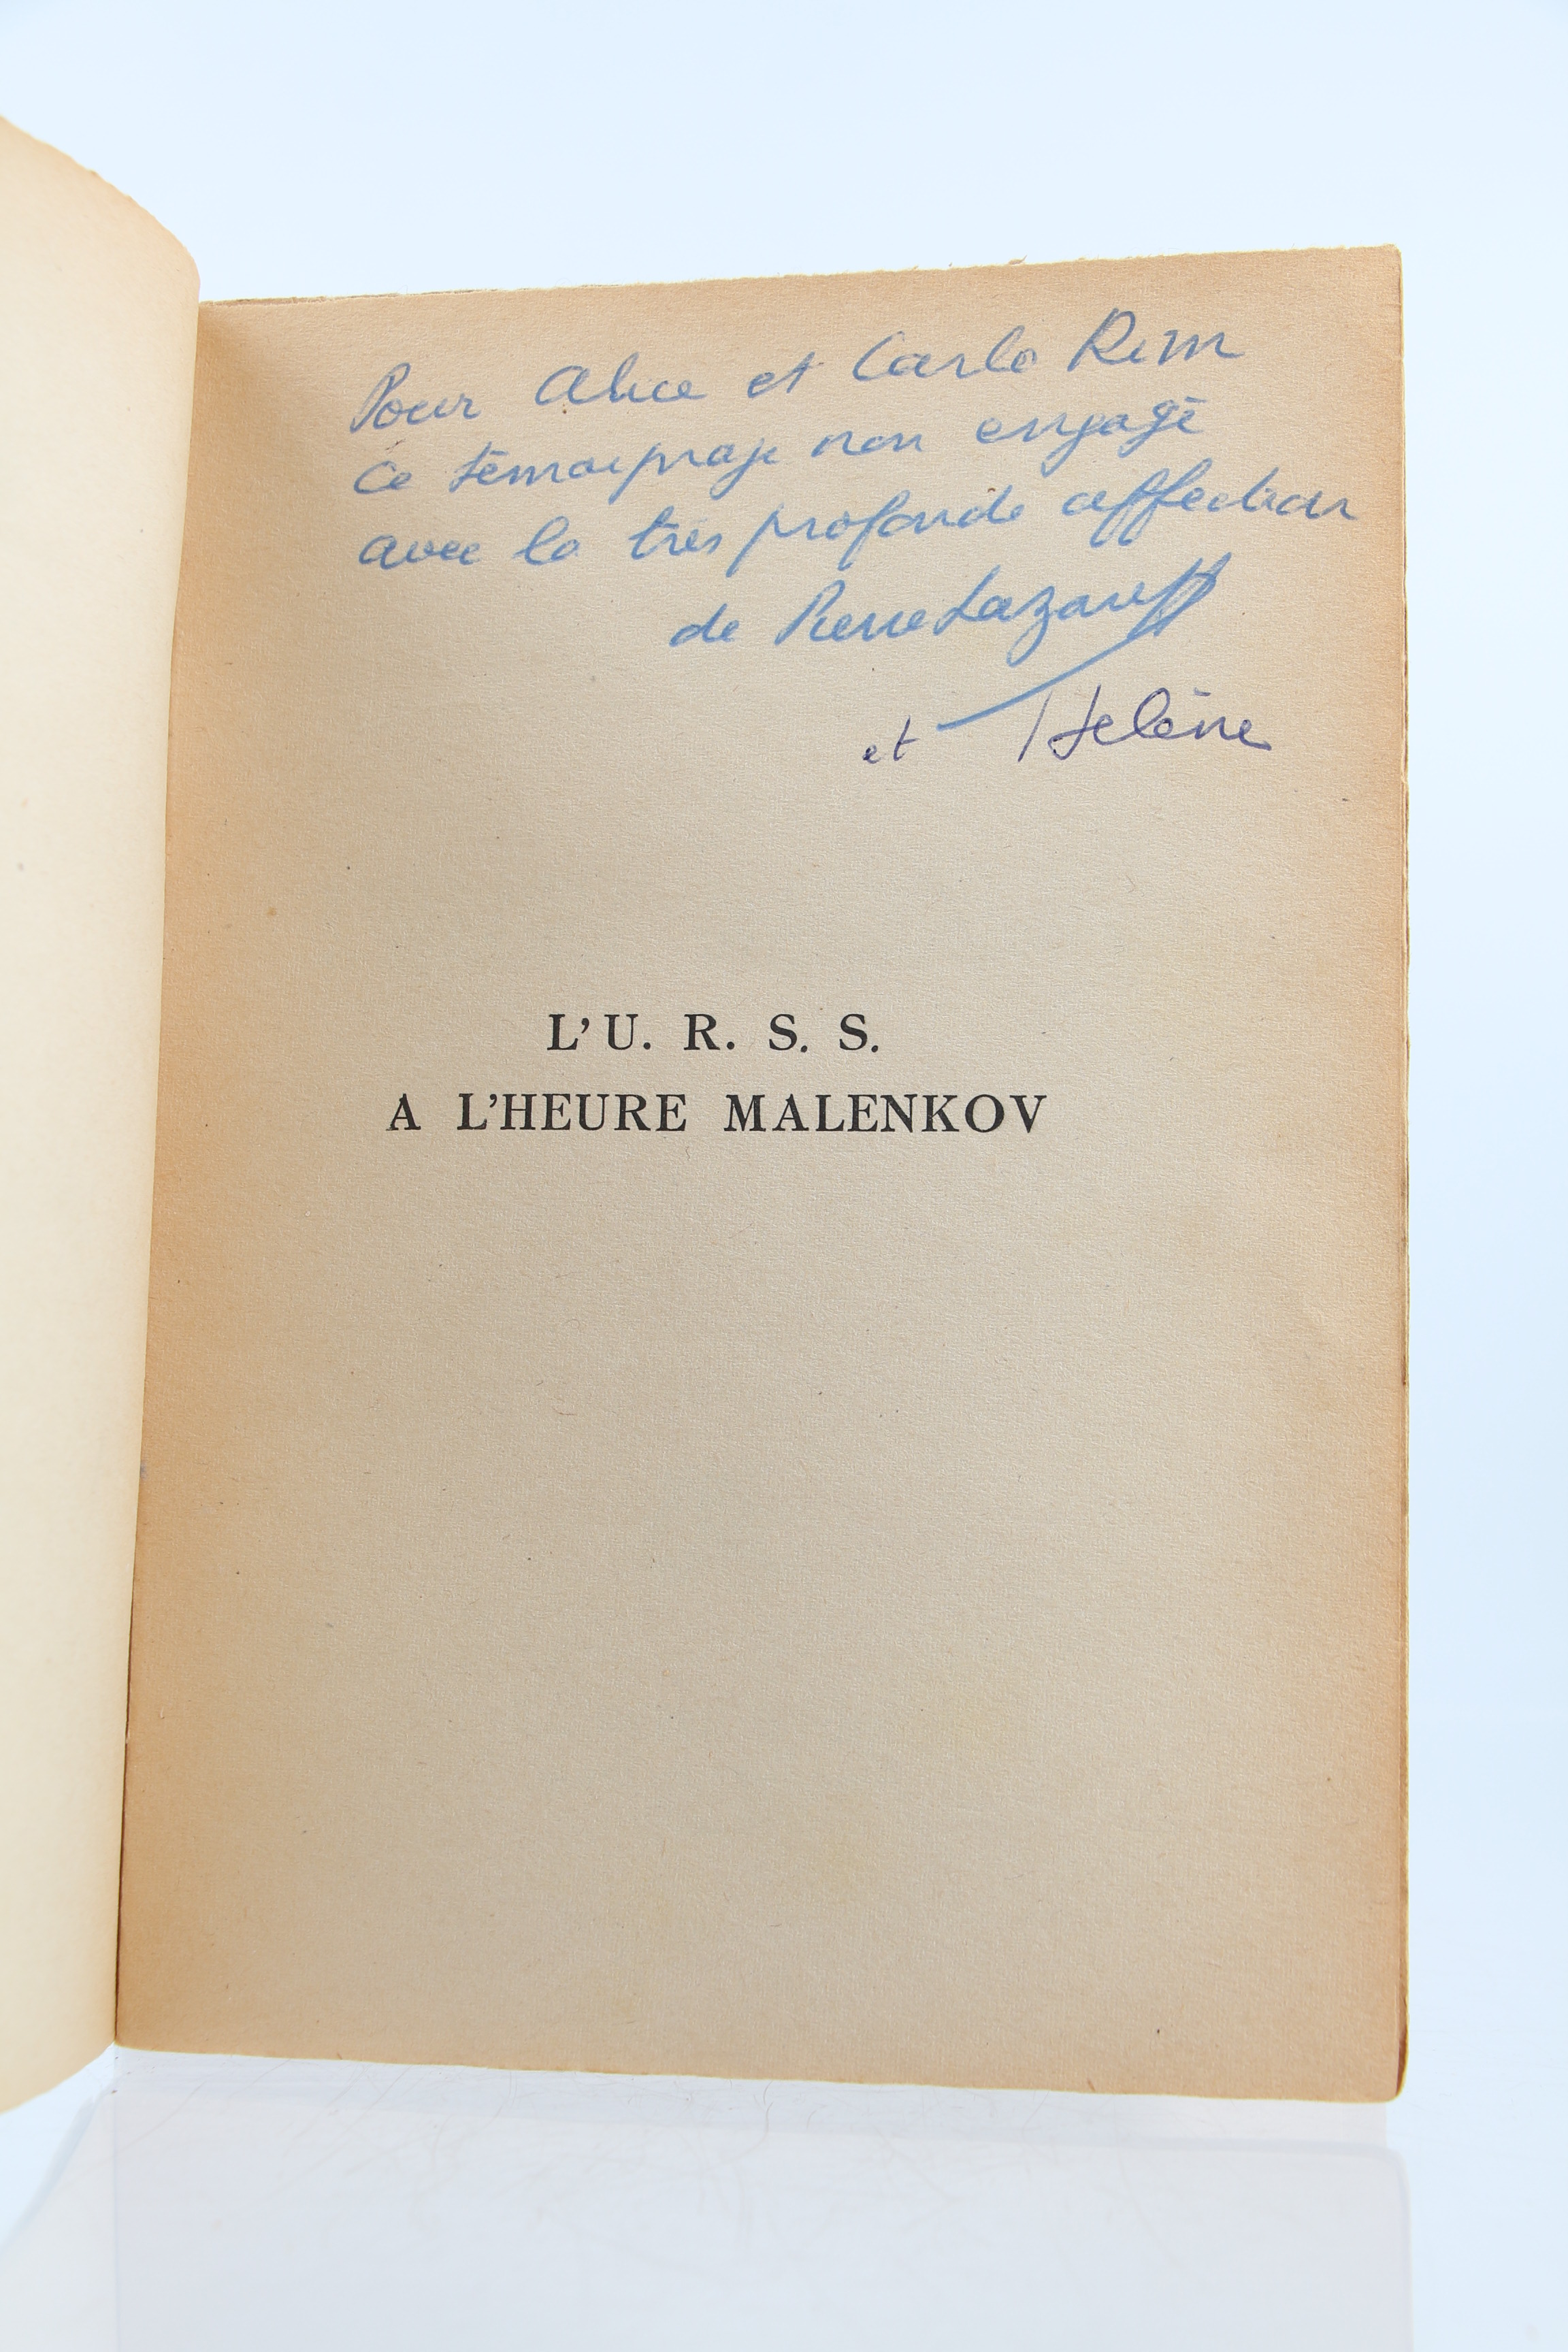 Pour Alice et Carlo Rim
ce témoignage non engagé
avec la très profonde affection
de Pierre Lazareff
et Hélène
L'U. R. S. S.
A L'HEURE MALENKOV